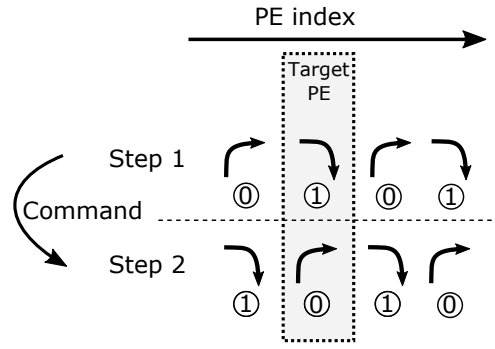 PE index
Target
PE
Step 1
0 1 0 1
Command
Step 2
1 0 1 0